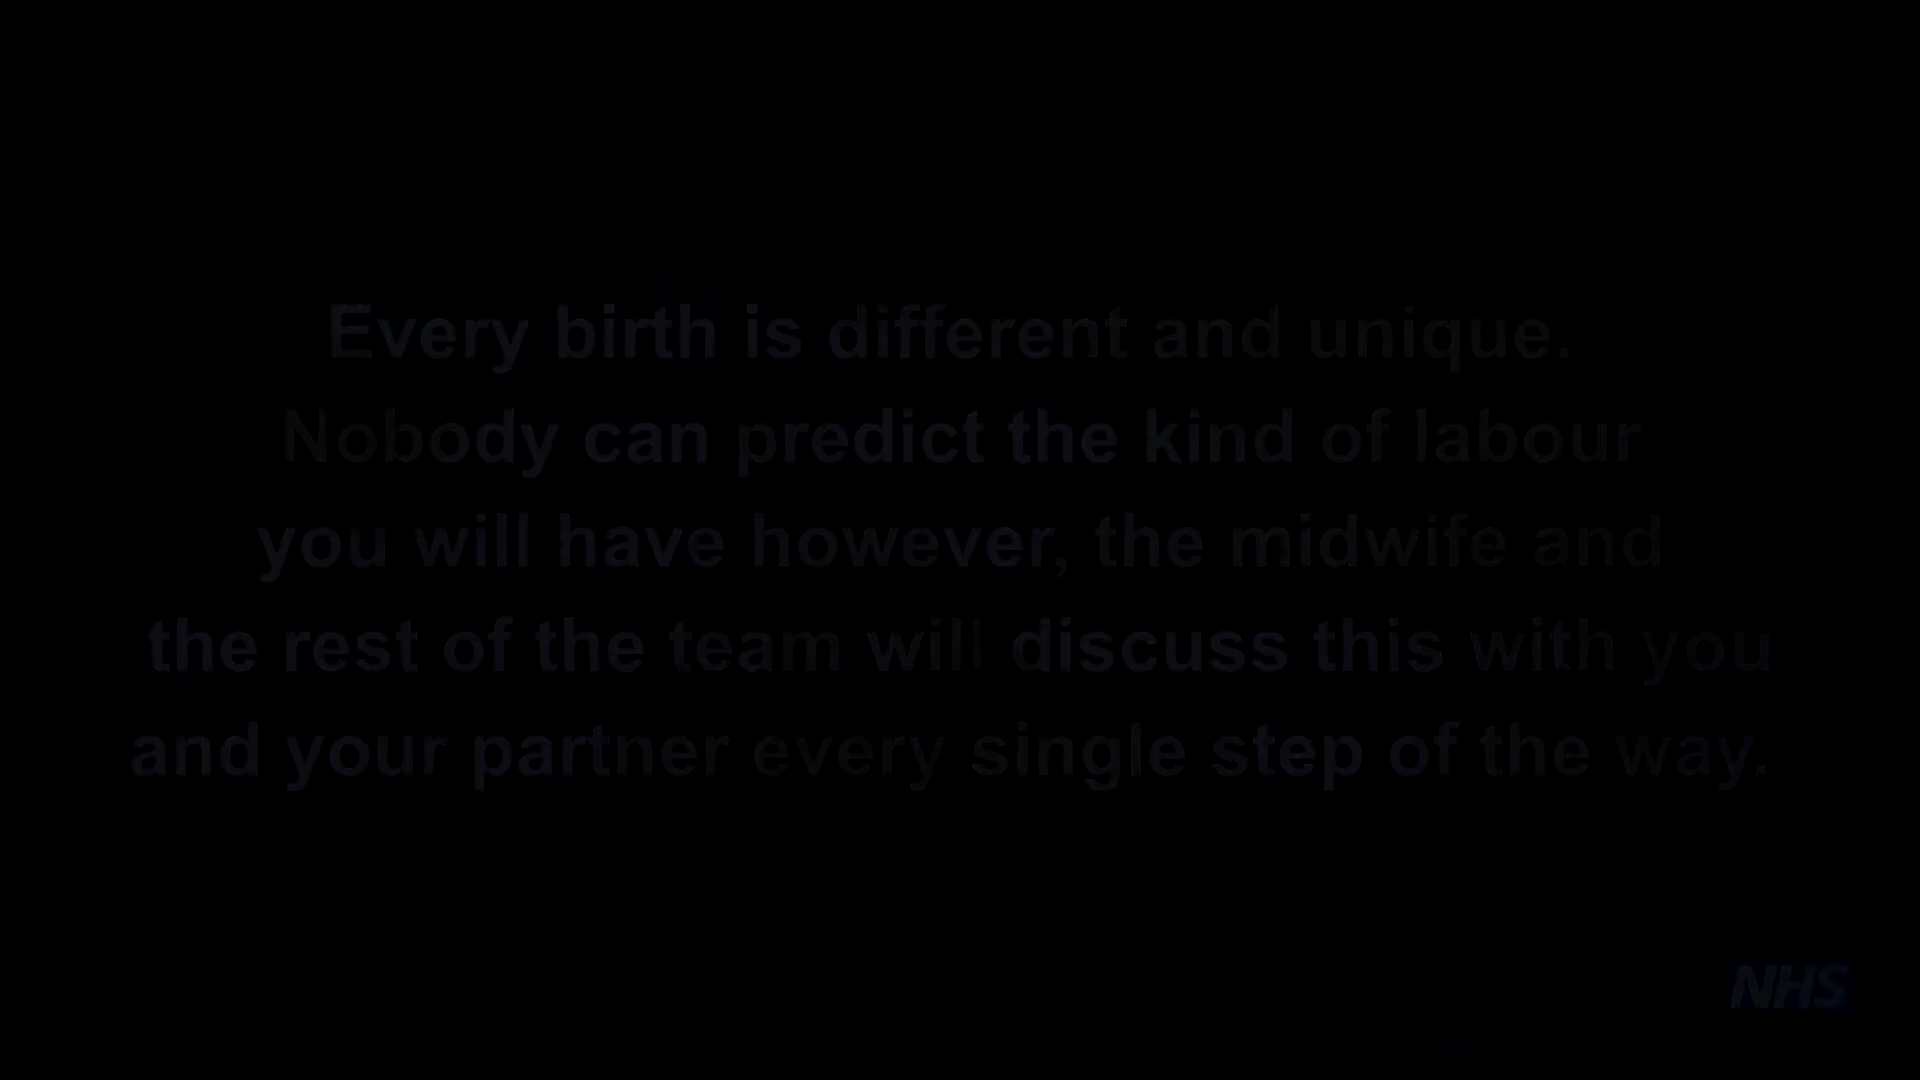 Every birth is different and unique.
Nobody can predict the kind of labour
you will have however, the midwife and
the rest of the team will discuss this with you
and your partner every single step of the way.
NHS